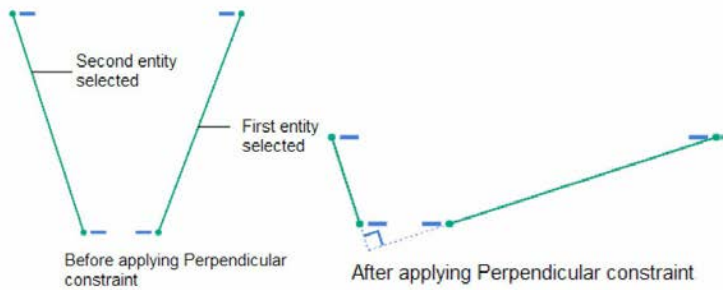 Second entity
selected
First entity
selected
Before applying Perpendicular
constraint
After applying Perpendicular constraint